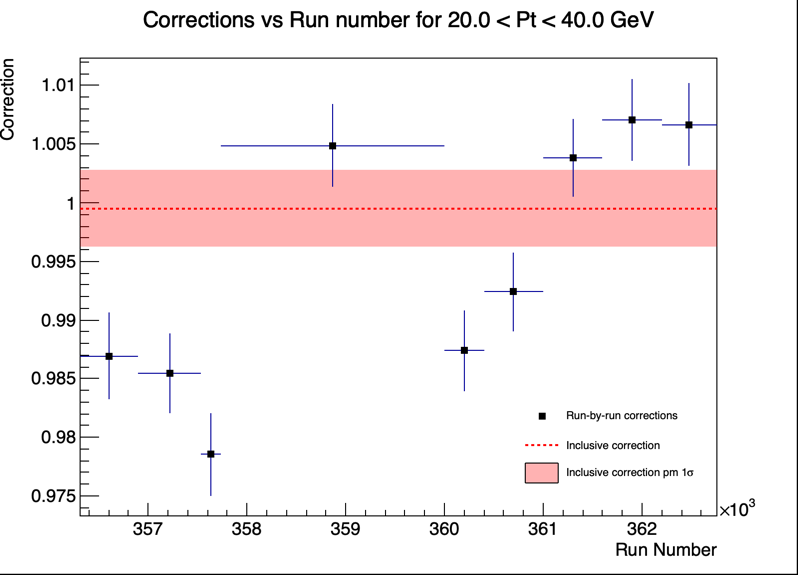 Corrections vs Run number for 20.0 < Pt < 40.0 GeV
Correction
1.01
1.005
1
0.995
0.99
0.985
0.98
0.975
Run-by-run corrections
Inclusive correction
Inclusive correction pm 1σ
357 358 359 360 361 362
×10³
Run Number